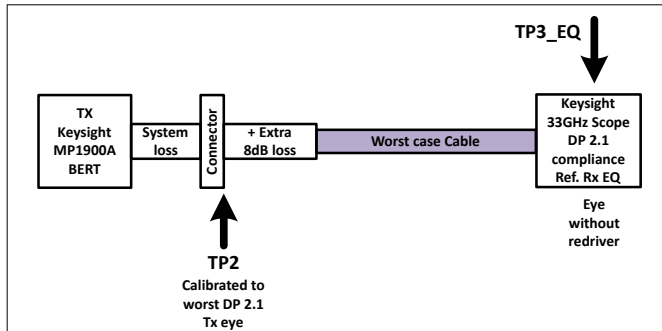 TP3_EQ
TX
Keysight
MP1900A
BERT
System
loss
Connector
+ Extra
8dB loss
Worst case Cable
Keysight
33GHz Scope
DP 2.1
compliance
Ref. Rx EQ
Eye
without
redriver
TP2
Calibrated to
worst DP 2.1
Tx eye